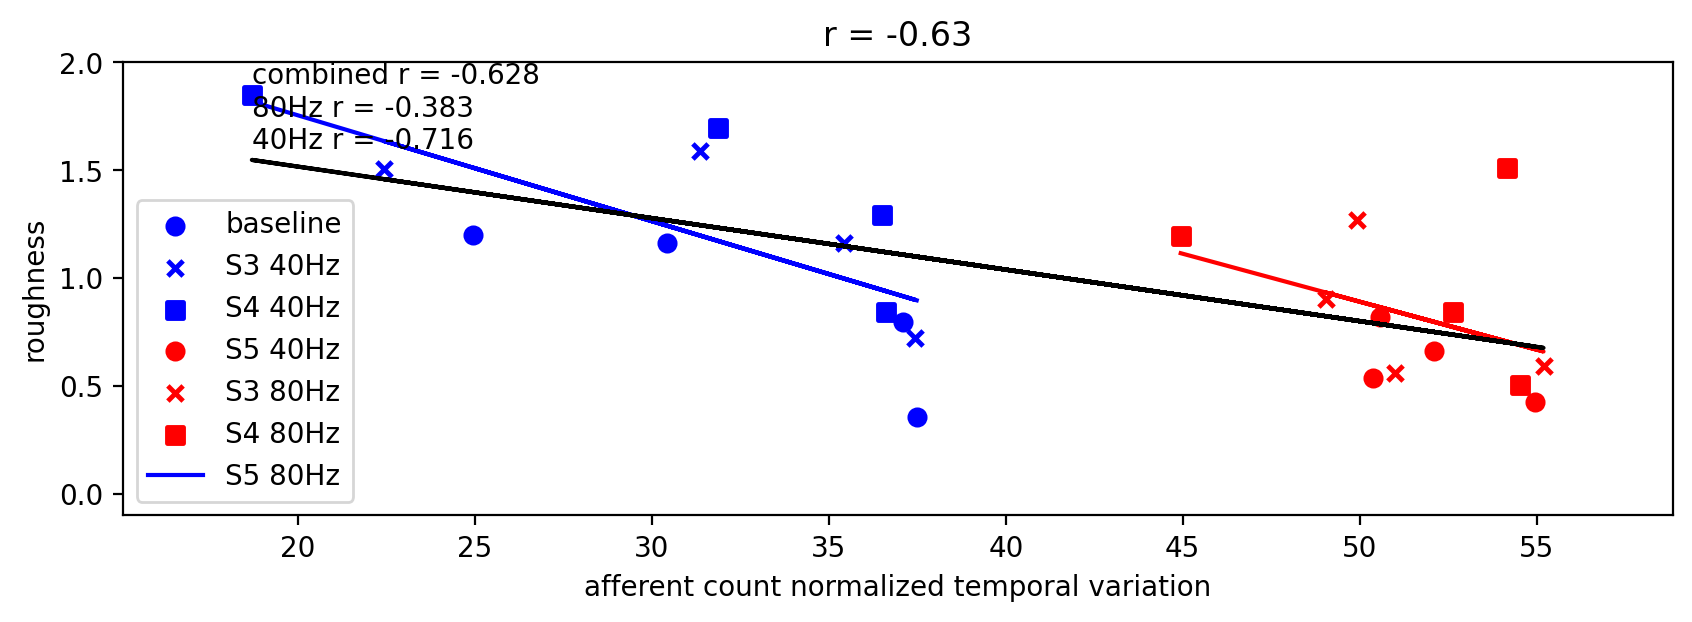 r = -0.63
combined r = -0.628
80Hz r = -0.383
40Hz r = -0.716
roughness
2.0
1.5
1.0
0.5
0.0
baseline
S3 40Hz
S4 40Hz
S5 40Hz
S3 80Hz
S4 80Hz
S5 80Hz
20 25 30 35 40 45 50 55
afferent count normalized temporal variation